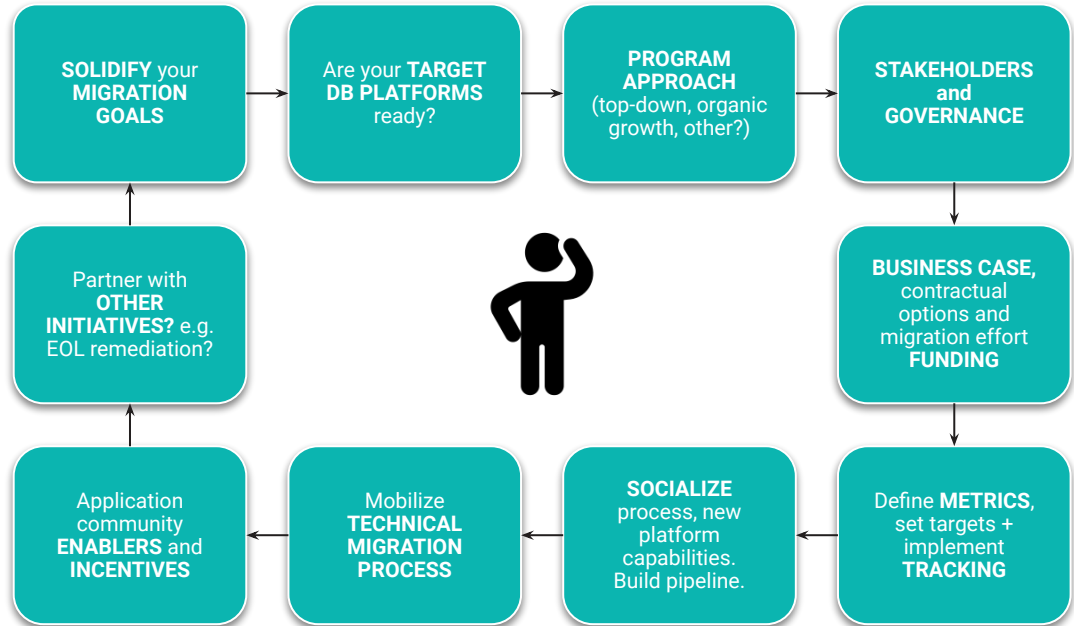 SOLIDIFY your
MIGRATION
GOALS
Are your TARGET
DB PLATFORMS
ready?
PROGRAM
APPROACH
(top-down, organic
growth, other?)
STAKEHOLDERS
and
GOVERNANCE
BUSINESS CASE,
contractual
options and
migration effort
FUNDING
Define METRICS,
set targets +
implement
TRACKING
SOCIALIZE
process, new
platform
capabilities.
Build pipeline.
Mobilize
TECHNICAL
MIGRATION
PROCESS
Application
community
ENABLERS and
INCENTIVES
Partner with
OTHER
INITIATIVES? e.g.
EOL remediation?